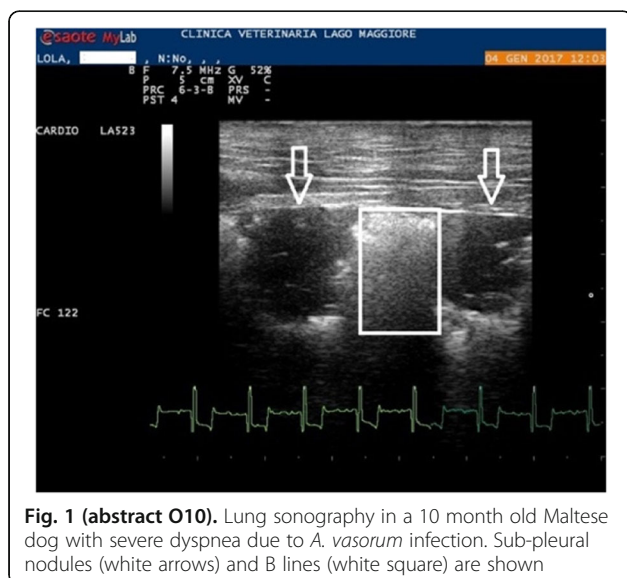 esaote MyLab CLINICA VETERINARIA LAGO MAGGIORE
LOLA, , N:No, , , 04 GEN 2017 12:03
B F 7.5 MHz G 52%
P 5 cm XV C
PRC 6-3-B PRS -
PST 4 MV -
CARDIO LA523
FC 122
Fig. 1 (abstract O10). Lung sonography in a 10 month old Maltese
dog with severe dyspnea due to A. vasorum infection. Sub-pleural
nodules (white arrows) and B lines (white square) are shown